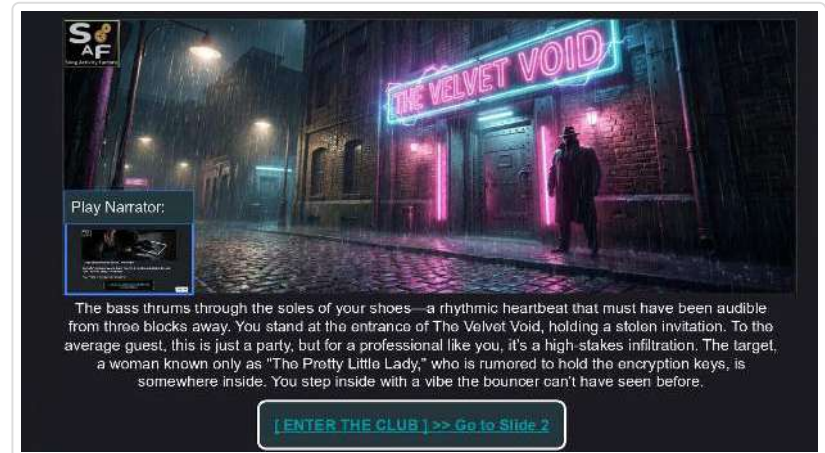 S
AF
Song Activity Factory
THE VELVET VOID
Play Narrator:
The bass thrums through the soles of your shoes—a rhythmic heartbeat that must have been audible
from three blocks away. You stand at the entrance of The Velvet Void, holding a stolen invitation. To the
average guest, this is just a party, but for a professional like you, it's a high-stakes infiltration. The target,
a woman known only as "The Pretty Little Lady," who is rumored to hold the encryption keys, is
somewhere inside. You step inside with a vibe the bouncer can't have seen before.
[ ENTER THE CLUB ] >> Go to Slide 2